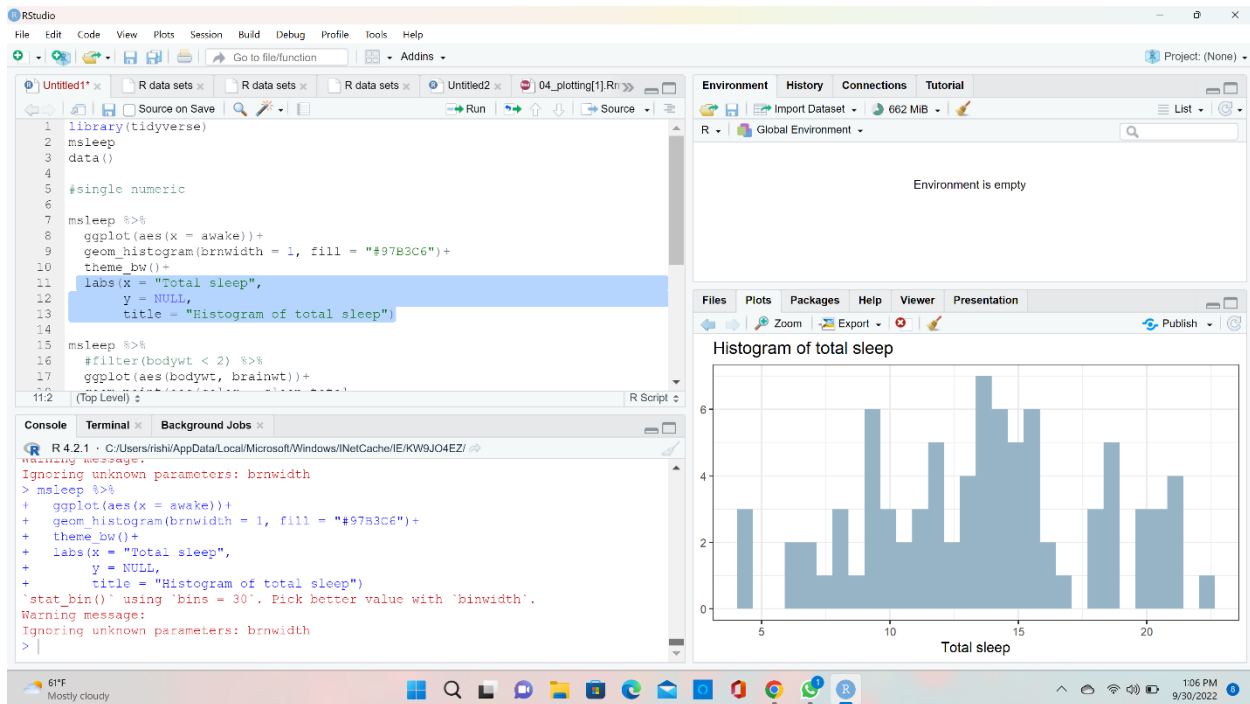 RStudio
File Edit Code View Plots Session Build Debug Profile Tools Help
Go to file/function Addins
Project: (None)
Untitled1* R data sets R data sets R data sets Untitled2 04_plotting[1].Rm
Source on Save Run Source
1 library(tidyverse)
2 msleep
3 data()
4
5 #single numeric
6
7 msleep %>%
8 ggplot(aes(x = awake))+
9 geom_histogram(brnwidth = 1, fill = "#97B3C6")+
10 theme_bw()+
11 labs(x = "Total sleep",
12 y = NULL,
13 title = "Histogram of total sleep")
14
15 msleep %>%
16 #filter(bodywt < 2) %>%
17 ggplot(aes(bodywt, brainwt))+
11:2 (Top Level) R Script
Console Terminal Background Jobs
R 4.2.1 · C:/Users/rishi/AppData/Local/Microsoft/Windows/INetCache/IE/KW9JO4EZ/
Warning message:
Ignoring unknown parameters: brnwidth
> msleep %>%
+ ggplot(aes(x = awake))+
+ geom_histogram(brnwidth = 1, fill = "#97B3C6")+
+ theme_bw()+
+ labs(x = "Total sleep",
+ y = NULL,
+ title = "Histogram of total sleep")
`stat_bin()` using `bins = 30`. Pick better value with `binwidth`.
Warning message:
Ignoring unknown parameters: brnwidth
>
Environment History Connections Tutorial
Import Dataset 662 MiB List
R Global Environment
Environment is empty
Files Plots Packages Help Viewer Presentation
Zoom Export Publish
Histogram of total sleep
6
4
2
0
5 10 15 20
Total sleep
61°F
Mostly cloudy
1
R
1:06 PM
9/30/2022
8